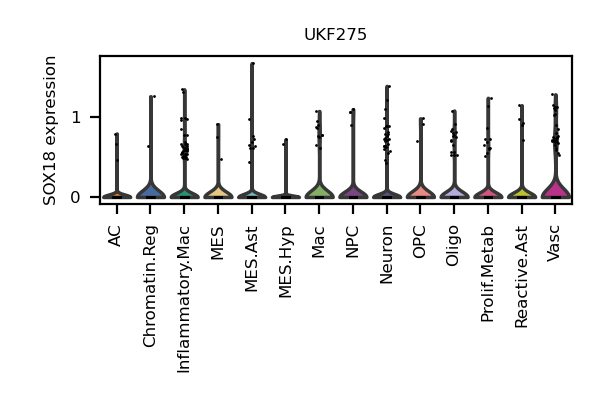 UKF275
SOX18 expression
1
0
AC
Chromatin.Reg
Inflammatory.Mac
MES
MES.Ast
MES.Hyp
Mac
NPC
Neuron
OPC
Oligo
Prolif.Metab
Reactive.Ast
Vasc